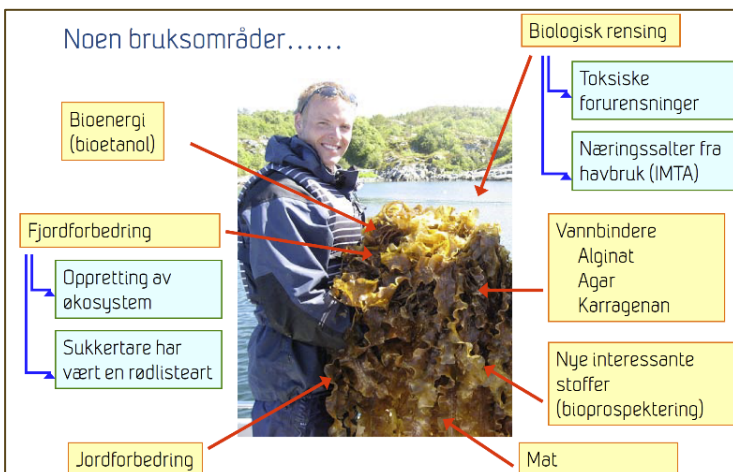 Noen bruksområder......
Biologisk rensing
Toksiske
forurensninger
Næringssalter fra
havbruk (IMTA)
Bioenergi
(bioetanol)
Fjordforbedring
Oppretting av
økosystem
Sukkertare har
vært en rødlisteart
Vannbindere
Alginat
Agar
Karragenan
Nye interessante
stoffer
(bioprospektering)
Jordforbedring
Mat